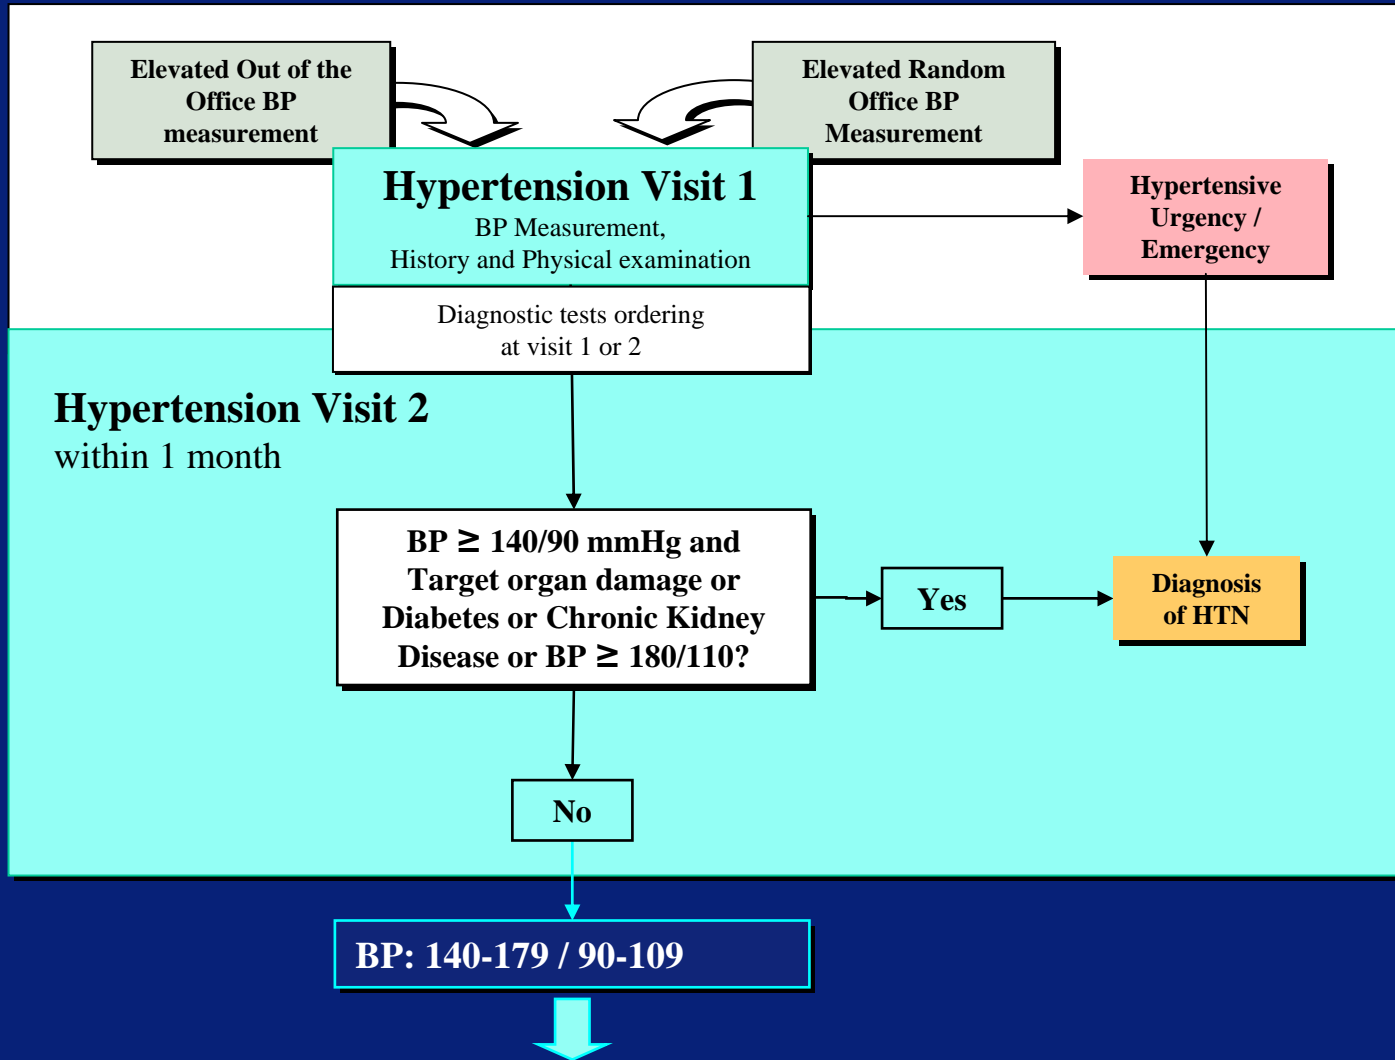 Elevated Out of the
Office BP
measurement
Elevated Random
Office BP
Measurement
Hypertension Visit 1
BP Measurement,
History and Physical examination
Hypertensive
Urgency /
Emergency
Diagnostic tests ordering
at visit 1 or 2
Hypertension Visit 2
within 1 month
BP ≥ 140/90 mmHg and
Target organ damage or
Diabetes or Chronic Kidney
Disease or BP ≥ 180/110?
Yes
Diagnosis
of HTN
No
BP: 140-179 / 90-109